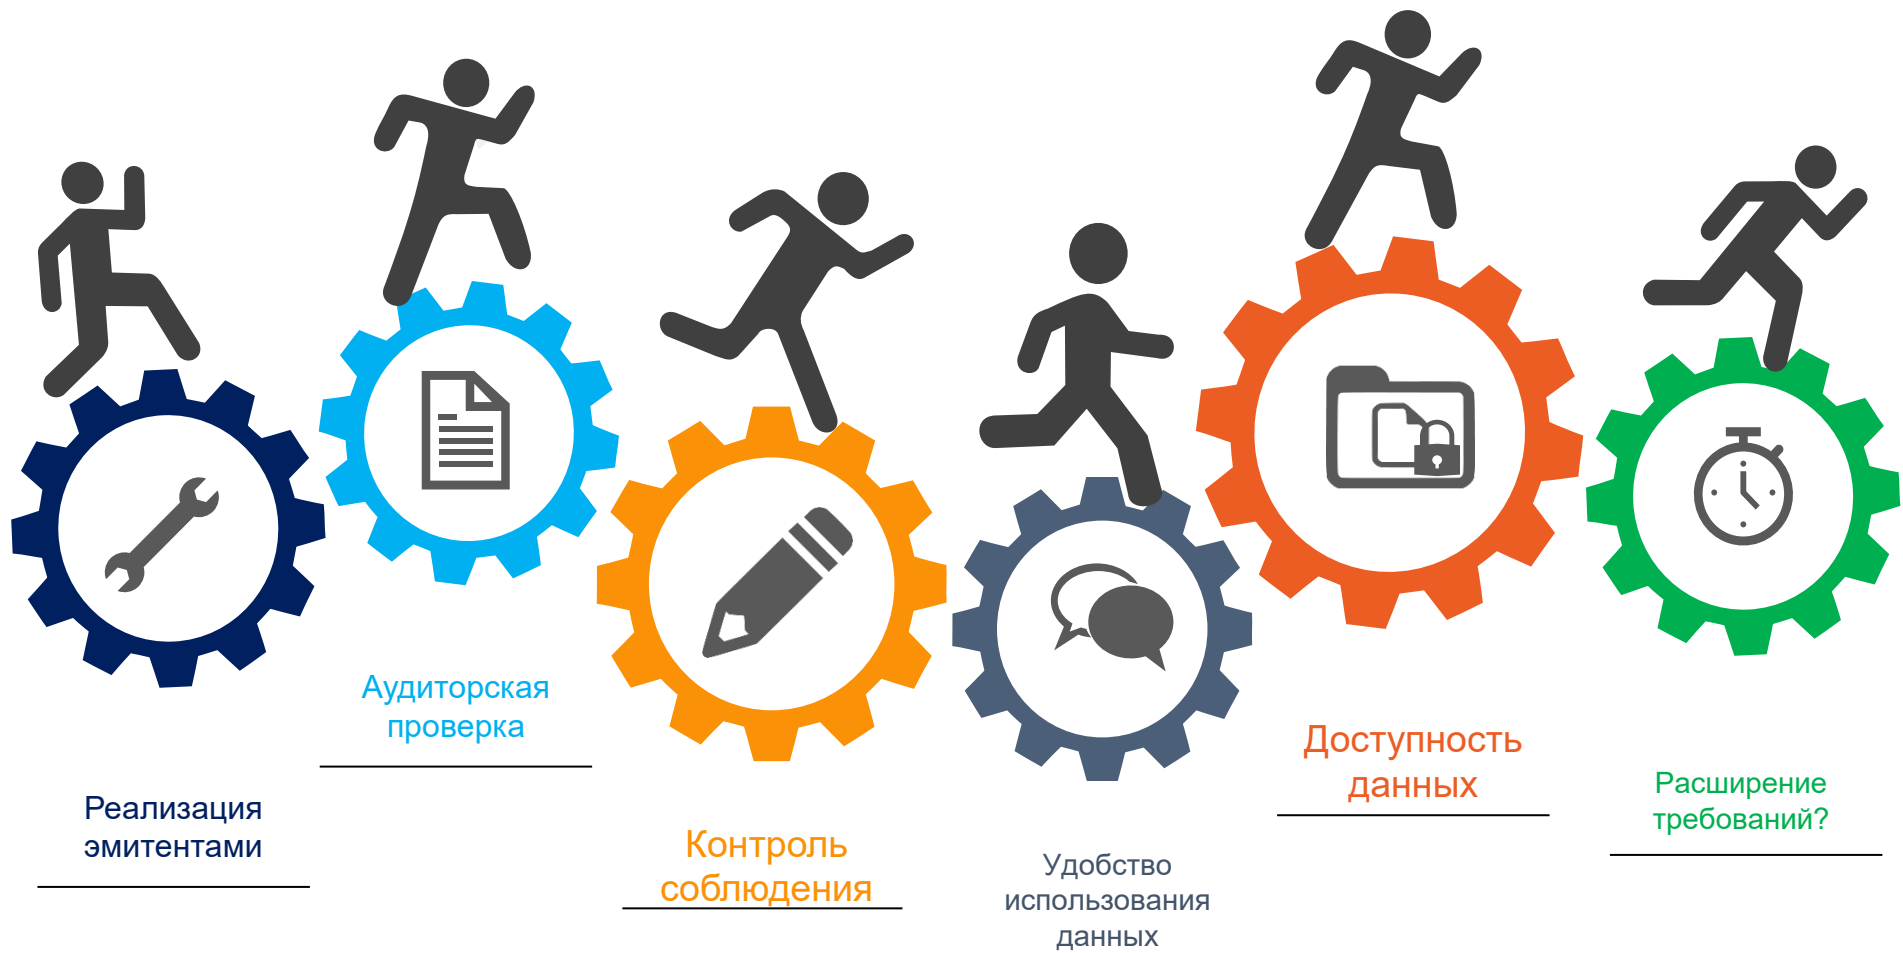 Реализация
эмитентами
Аудиторская
проверка
Контроль
соблюдения
Удобство
использования
данных
Доступность
данных
Расширение
требований?